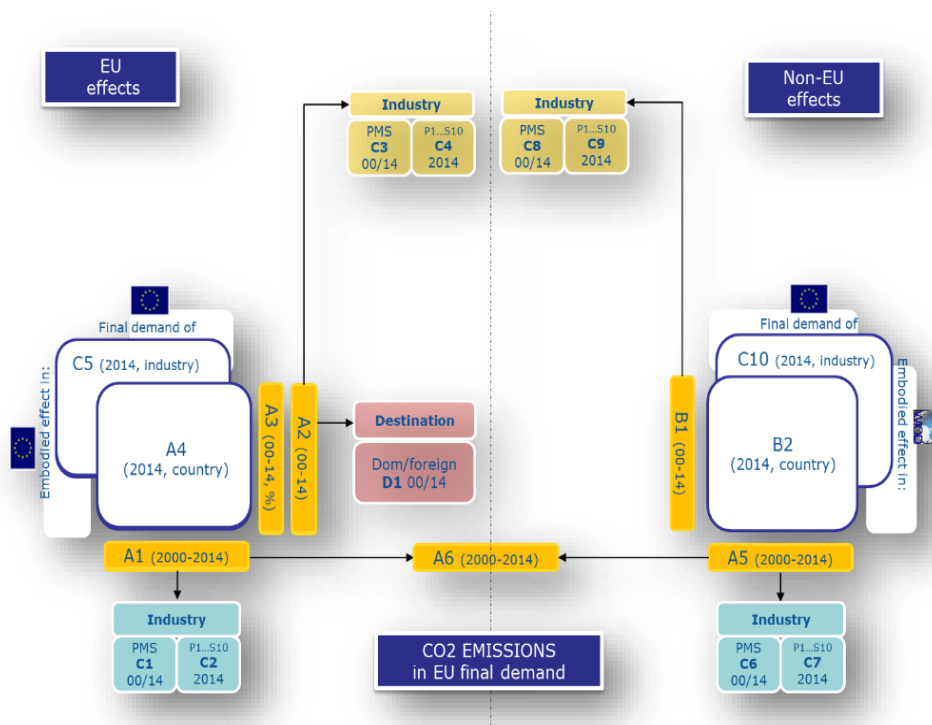 EU
effects
Non-EU
effects
Industry
PMS
C3
00/14
P1...S10
C4
2014
Industry
PMS
C8
00/14
P1...S10
C9
2014
Final demand of
C5 (2014, industry)
Embodied effect in:
A4
(2014, country)
A3 (00-14, %)
A2 (00-14)
Destination
Dom/foreign
D1 00/14
Final demand of
C10 (2014, industry)
Embodied effect in:
WIOD
B1 (00-14)
B2
(2014, country)
A1 (2000-2014)
A6 (2000-2014)
A5 (2000-2014)
Industry
PMS
C1
00/14
P1...S10
C2
2014
CO2 EMISSIONS
in EU final demand
Industry
PMS
C6
00/14
P1...S10
C7
2014